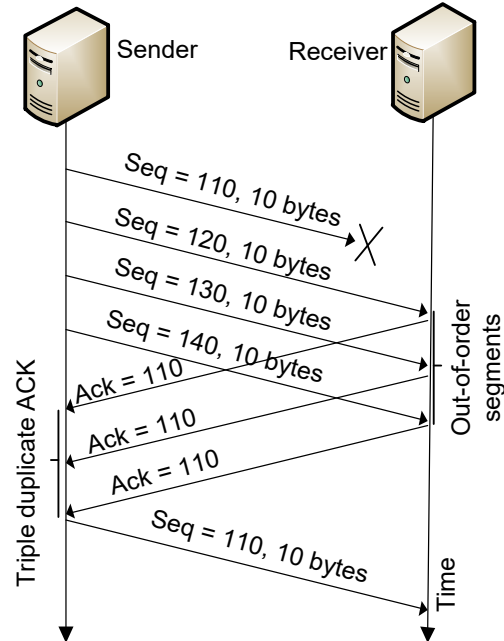 Sender
Receiver
Seq = 110, 10 bytes
Seq = 120, 10 bytes
Seq = 130, 10 bytes
Seq = 140, 10 bytes
Out-of-order
segments
Ack = 110
Ack = 110
Ack = 110
Triple duplicate ACK
Seq = 110, 10 bytes
Time